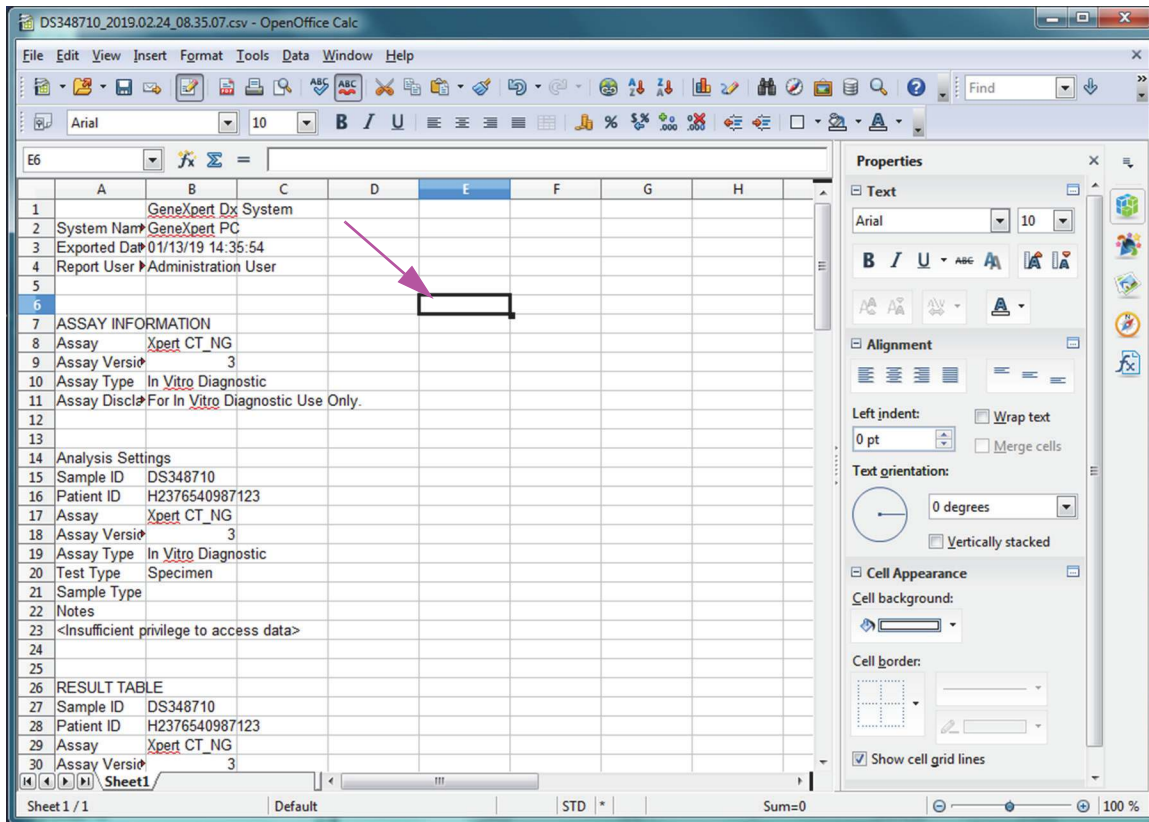 DS348710_2019.02.24_08.35.07.csv - OpenOffice Calc
File Edit View Insert Format Tools Data Window Help
Find
Arial 10
E6
A B C D E F G H
1 GeneXpert Dx System
2 System Nam GeneXpert PC
3 Exported Dat 01/13/19 14:35:54
4 Report User Administration User
5
6
7 ASSAY INFORMATION
8 Assay Xpert CT_NG
9 Assay Versio 3
10 Assay Type In Vitro Diagnostic
11 Assay Discla For In Vitro Diagnostic Use Only.
12
13
14 Analysis Settings
15 Sample ID DS348710
16 Patient ID H2376540987123
17 Assay Xpert CT_NG
18 Assay Versio 3
19 Assay Type In Vitro Diagnostic
20 Test Type Specimen
21 Sample Type
22 Notes
23 <Insufficient privilege to access data>
24
25
26 RESULT TABLE
27 Sample ID DS348710
28 Patient ID H2376540987123
29 Assay Xpert CT_NG
30 Assay Versio 3
Sheet1
Properties
Text
Arial 10
Alignment
Left indent:
Wrap text
0 pt
Merge cells
Text orientation:
0 degrees
Vertically stacked
Cell Appearance
Cell background:
Cell border:
Show cell grid lines
Sheet 1 / 1 Default STD * Sum=0 100 %